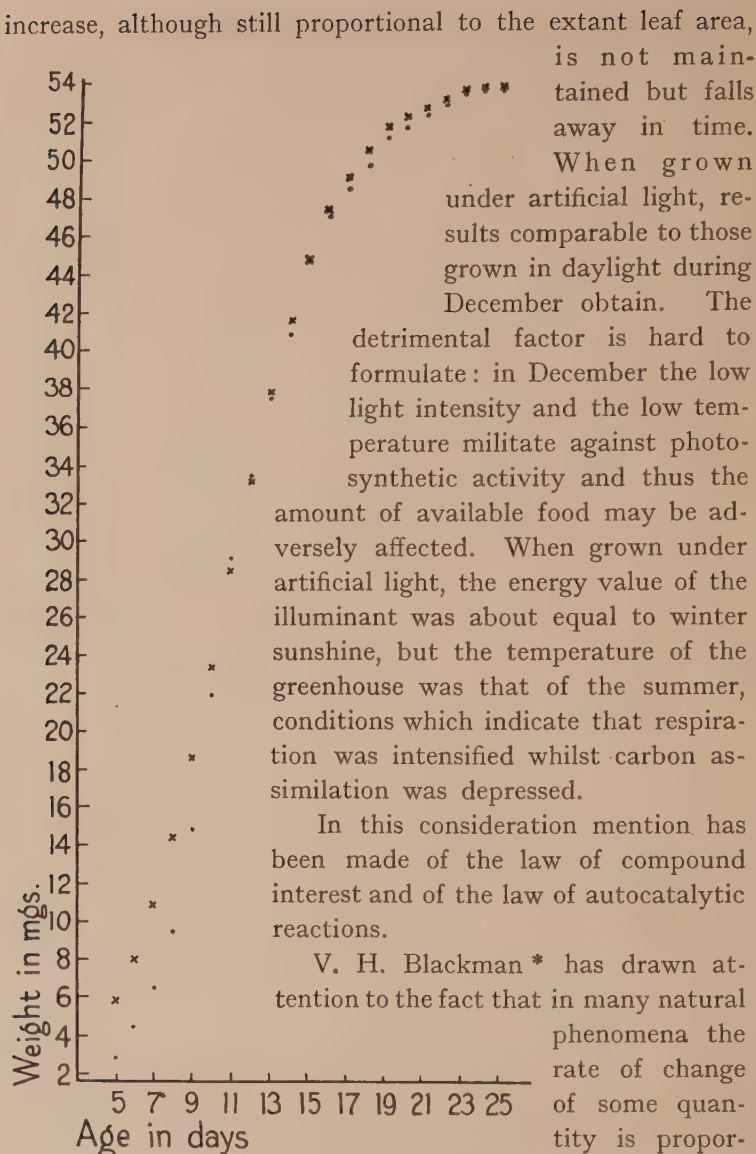 increase, although still proportional to the extant leaf area,
is not main-
tained but falls
away in time.
When grown
under artificial light, re-
sults comparable to those
grown in daylight during
December obtain. The
detrimental factor is hard to
formulate: in December the low
light intensity and the low tem-
perature militate against photo-
synthetic activity and thus the
amount of available food may be ad-
versely affected. When grown under
artificial light, the energy value of the
illuminant was about equal to winter
sunshine, but the temperature of the
greenhouse was that of the summer,
conditions which indicate that respira-
tion was intensified whilst carbon as-
similation was depressed.
In this consideration mention has
been made of the law of compound
interest and of the law of autocatalytic
reactions.
V. H. Blackman * has drawn at-
tention to the fact that in many natural
phenomena the
rate of change
of some quan-
tity is propor-
54
52
50
48
46
44
42
40
38
36
34
32
30
28
26
24
22
20
18
16
14
12
10
8
6
4
2
Weight in mgs.
5 7 9 11 13 15 17 19 21 23 25
Age in days